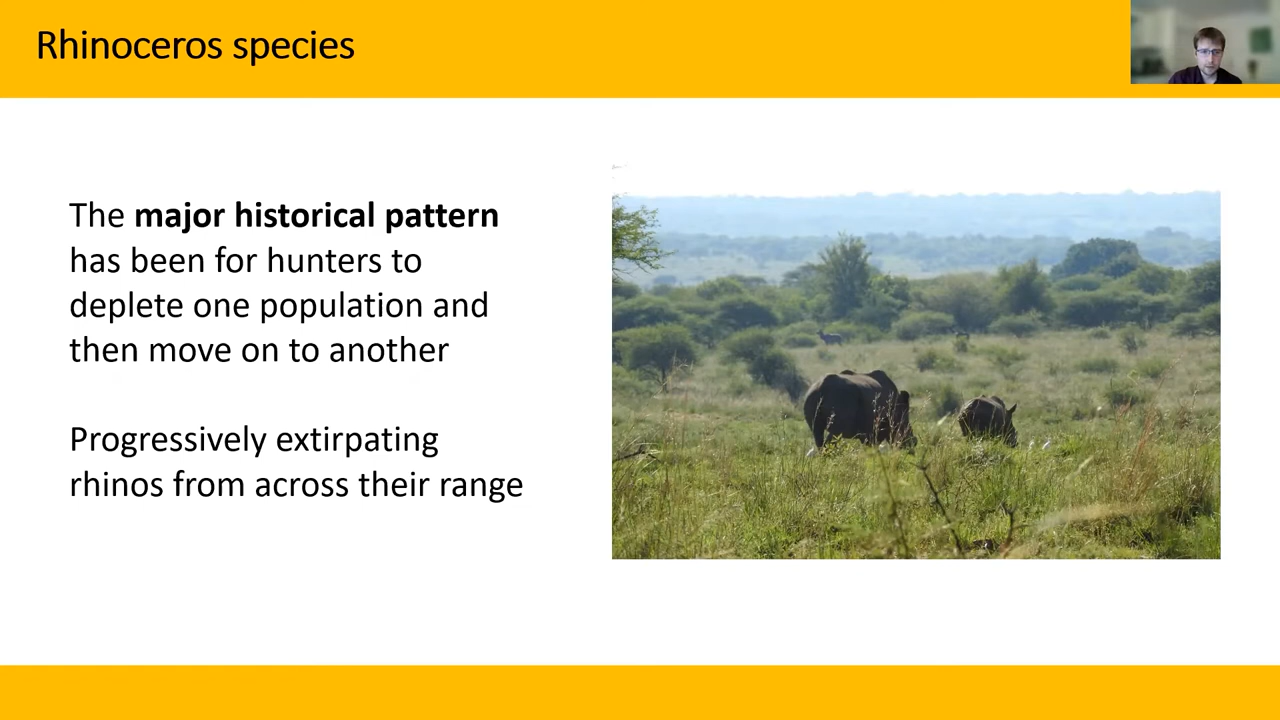 Rhinoceros species
The major historical pattern
has been for hunters to
deplete one population and
then move on to another
Progressively extirpating
rhinos from across their range